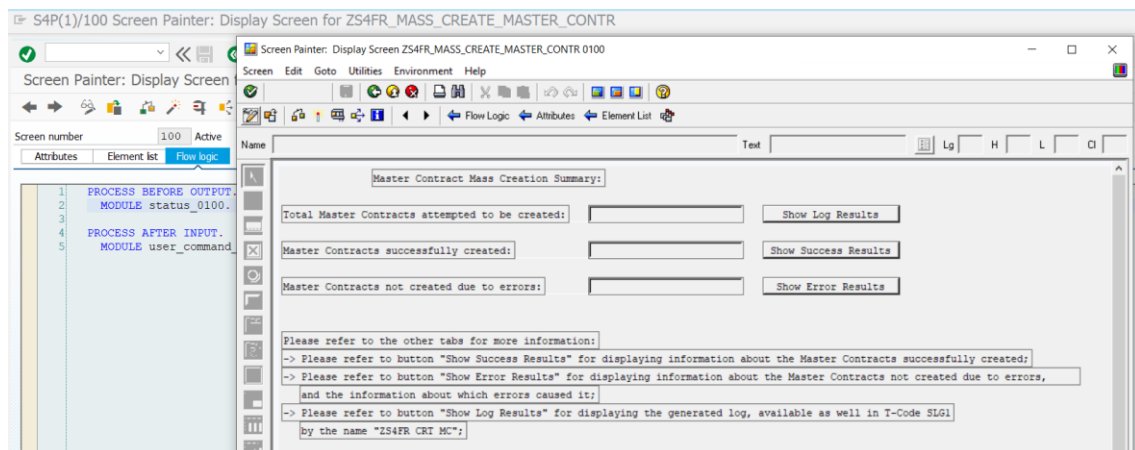 S4P(1)/100 Screen Painter: Display Screen for ZS4FR_MASS_CREATE_MASTER_CONTR
Screen Painter: Display Screen
Screen number 100 Active
Attributes Element list Flow logic
1 PROCESS BEFORE OUTPUT.
2 MODULE status_0100.
3
4 PROCESS AFTER INPUT.
5 MODULE user_command_
Screen Painter: Display Screen ZS4FR_MASS_CREATE_MASTER_CONTR 0100
Screen Edit Goto Utilities Environment Help
Flow Logic Attributes Element List
Name Text Lg H L Cl
Master Contract Mass Creation Summary:
Total Master Contracts attempted to be created: Show Log Results
Master Contracts successfully created: Show Success Results
Master Contracts not created due to errors: Show Error Results
Please refer to the other tabs for more information:
-> Please refer to button "Show Success Results" for displaying information about the Master Contracts successfully created;
-> Please refer to button "Show Error Results" for displaying information about the Master Contracts not created due to errors,
and the information about which errors caused it;
-> Please refer to button "Show Log Results" for displaying the generated log, available as well in T-Code SLG1
by the name "ZS4FR CRT MC";